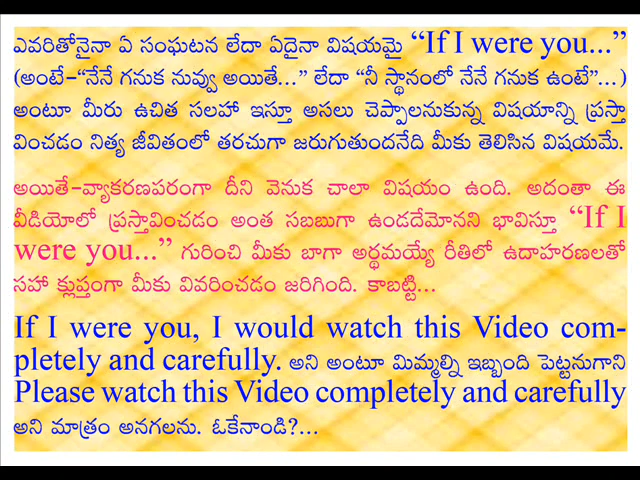 ఎవరితోనైనా ఏ సంఘటన లేదా ఏదైనా విషయమై “If I were you...”
(అంటే-“నేనే గనుక నువ్వు అయితే...” లేదా “నీ స్థానంలో నేనే గనుక ఉంటే”...)
అంటూ మీరు ఉచిత సలహా ఇస్తూ అసలు చెప్పాలనుకున్న విషయాన్ని ప్రస్తా
వించడం నిత్య జీవితంలో తరచుగా జరుగుతుందనేది మీకు తెలిసిన విషయమే.
అయితే-వ్యాకరణపరంగా దీని వెనుక చాలా విషయం ఉంది. అదంతా ఈ
వీడియోలో ప్రస్తావించడం అంత సబబుగా ఉండదేమోనని భావిస్తూ “If I
were you...” గురించి మీకు బాగా అర్థమయ్యే రీతిలో ఉదాహరణలతో
సహా క్లుప్తంగా మీకు వివరించడం జరిగింది. కాబట్టి...
If I were you, I would watch this Video com-
pletely and carefully. అని అంటూ మిమ్మల్ని ఇబ్బంది పెట్టనుగాని
Please watch this Video completely and carefully
అని మాత్రం అనగలను. ఓకేనాండి?...